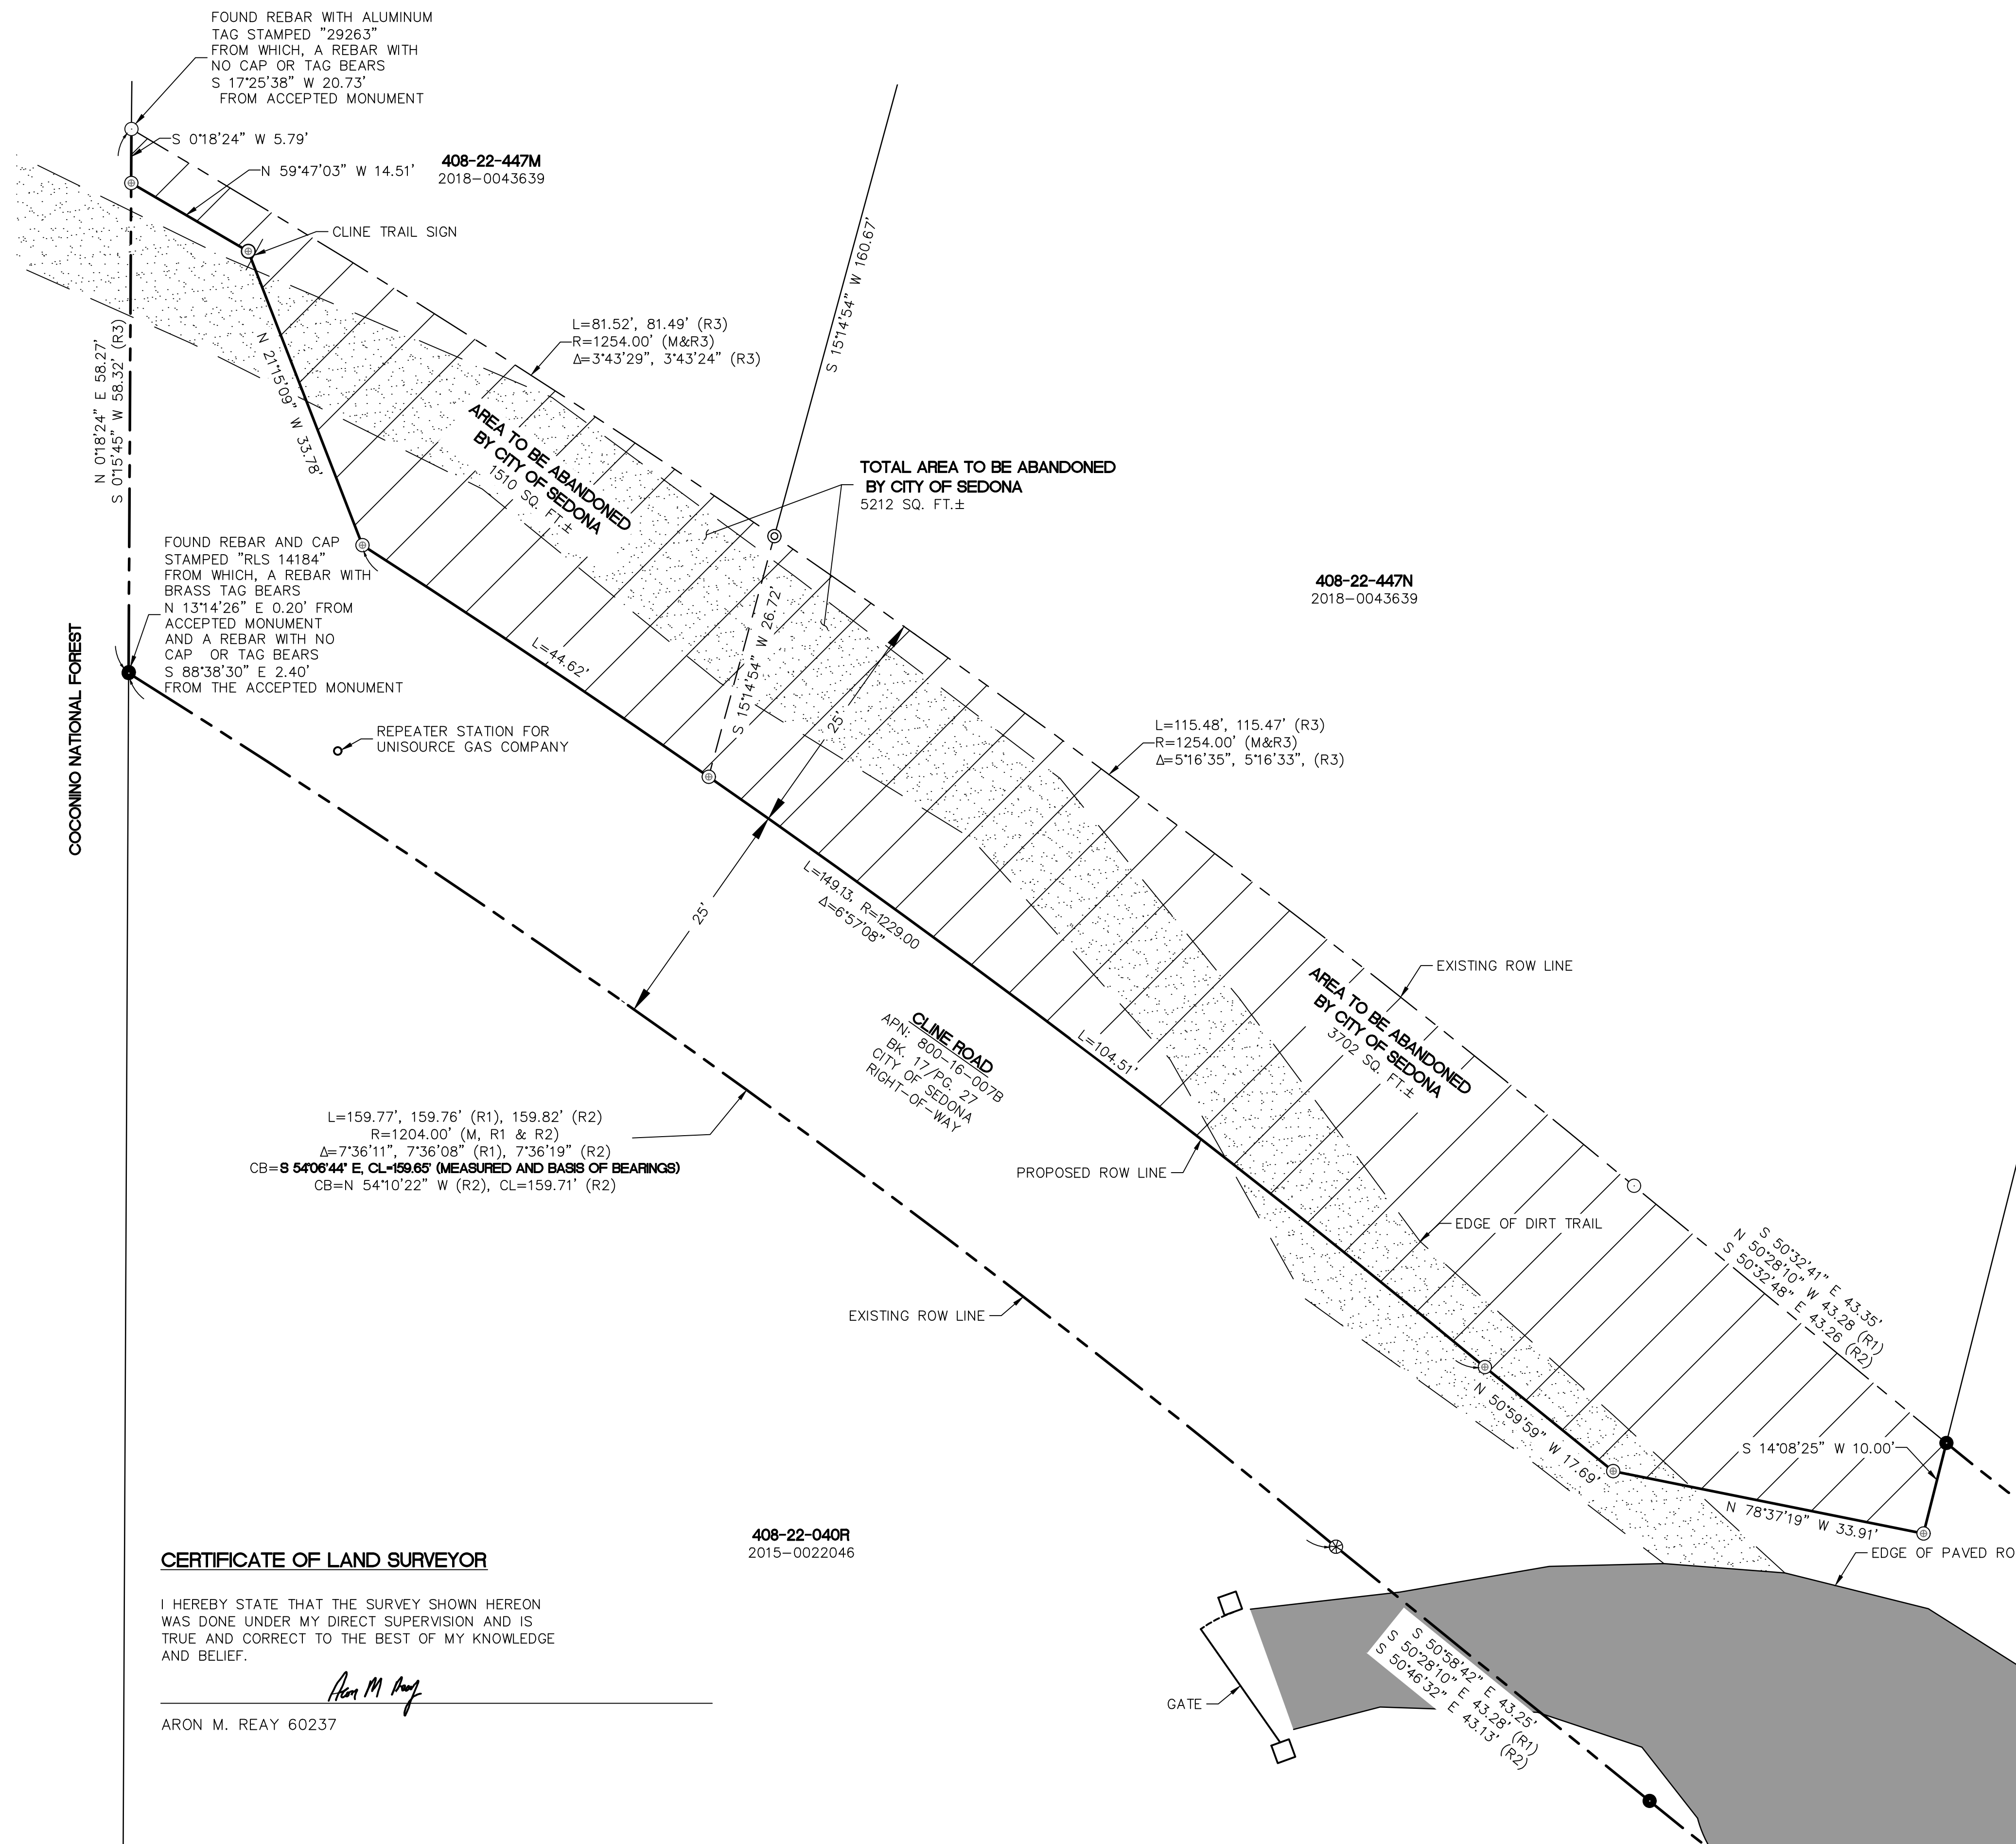 FOUND REBAR WITH ALUMINUM
TAG STAMPED "29263"
FROM WHICH, A REBAR WITH
NO CAP OR TAG BEARS
S 17°25'38" W 20.73'
FROM ACCEPTED MONUMENT
S 0°18'24" W 5.79'
N 59°47'03" W 14.51'
408-22-447M
2018-0043639
CLINE TRAIL SIGN
S 15°14'54" W 160.67'
N 0°18'24" E 58.27'
S 0°15'45" W 58.32' (R3)
N 21°15'09" W 33.78'
L=81.52', 81.49' (R3)
R=1254.00' (M&R3)
Δ=3°43'29", 3°43'24" (R3)
AREA TO BE ABANDONED
BY CITY OF SEDONA
1510 SQ. FT.±
TOTAL AREA TO BE ABANDONED
BY CITY OF SEDONA
5212 SQ. FT.±
FOUND REBAR AND CAP
STAMPED "RLS 14184"
FROM WHICH, A REBAR WITH
BRASS TAG BEARS
N 13°14'26" E 0.20' FROM
ACCEPTED MONUMENT
AND A REBAR WITH NO
CAP OR TAG BEARS
S 88°38'30" E 2.40'
FROM THE ACCEPTED MONUMENT
COCONINO NATIONAL FOREST
L=44.62'
S 15°14'54" W 26.72'
25'
408-22-447N
2018-0043639
REPEATER STATION FOR
UNISOURCE GAS COMPANY
L=115.48', 115.47' (R3)
R=1254.00' (M&R3)
Δ=5°16'35", 5°16'33", (R3)
25'
L=149.13, R=1229.00
Δ=6°57'08"
EXISTING ROW LINE
AREA TO BE ABANDONED
BY CITY OF SEDONA
3702 SQ. FT.±
CLINE ROAD
APN: 800-16-007B
BK. 17/PG. 27
CITY OF SEDONA
RIGHT-OF-WAY
L=104.51'
L=159.77', 159.76' (R1), 159.82' (R2)
R=1204.00' (M, R1 & R2)
Δ=7°36'11", 7°36'08" (R1), 7°36'19" (R2)
CB=S 54°06'44" E, CL=159.65' (MEASURED AND BASIS OF BEARINGS)
CB=N 54°10'22" W (R2), CL=159.71' (R2)
PROPOSED ROW LINE
EDGE OF DIRT TRAIL
S 50°32'41" E 43.35'
N 50°28'10" W 43.28 (R1)
S 50°32'48" E 43.26 (R2)
EXISTING ROW LINE
N 50°59'59" W 17.69'
S 14°08'25" W 10.00'
N 78°37'19" W 33.91'
408-22-040R
2015-0022046
EDGE OF PAVED RO
CERTIFICATE OF LAND SURVEYOR
I HEREBY STATE THAT THE SURVEY SHOWN HEREON
WAS DONE UNDER MY DIRECT SUPERVISION AND IS
TRUE AND CORRECT TO THE BEST OF MY KNOWLEDGE
AND BELIEF.
Aron M Reay
ARON M. REAY 60237
GATE
S 50°58'42" E 43.25'
S 50°28'10" E 43.28' (R1)
S 50°46'32" E 43.13' (R2)